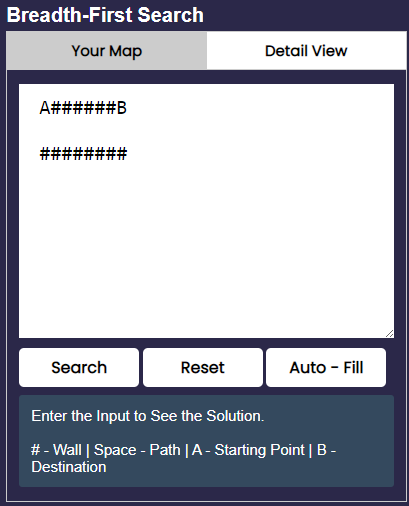 Breadth-First Search
Your Map
Detail View
A######B
########
Search
Reset
Auto - Fill
Enter the Input to See the Solution.
# - Wall | Space - Path | A - Starting Point | B -
Destination